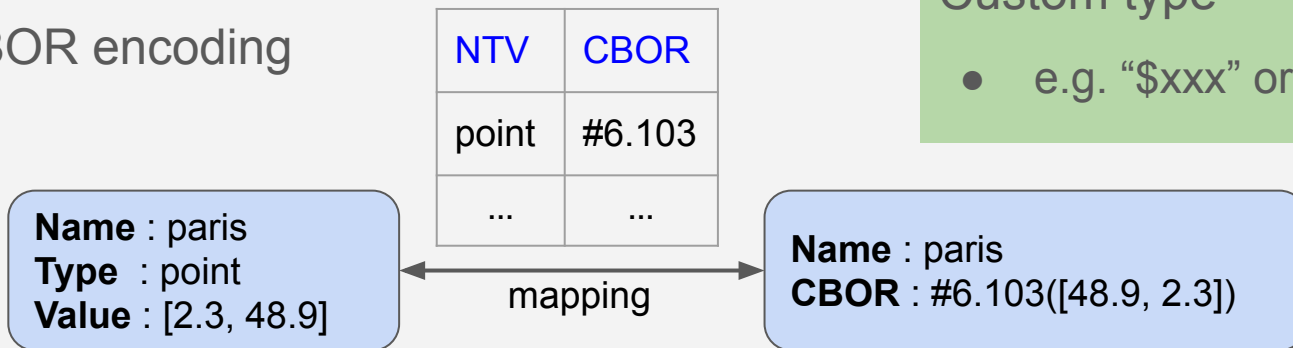 BOR encoding
NTV CBOR
point #6.103
... ...
Custom type
● e.g. “$xxx” or
Name : paris
Type : point
Value : [2.3, 48.9]
mapping
Name : paris
CBOR : #6.103([48.9, 2.3])